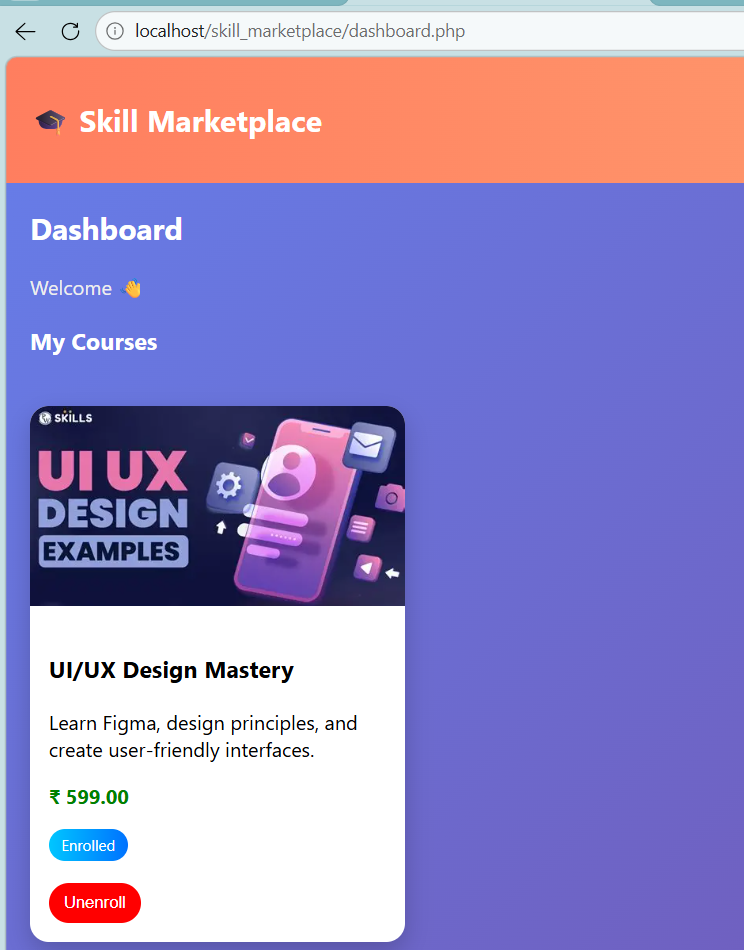 localhost/skill_marketplace/dashboard.php
🎓 Skill Marketplace
Dashboard
Welcome 👋
My Courses
SKILLS
UI UX
DESIGN
EXAMPLES
UI/UX Design Mastery
Learn Figma, design principles, and
create user-friendly interfaces.
₹ 599.00
Enrolled
Unenroll